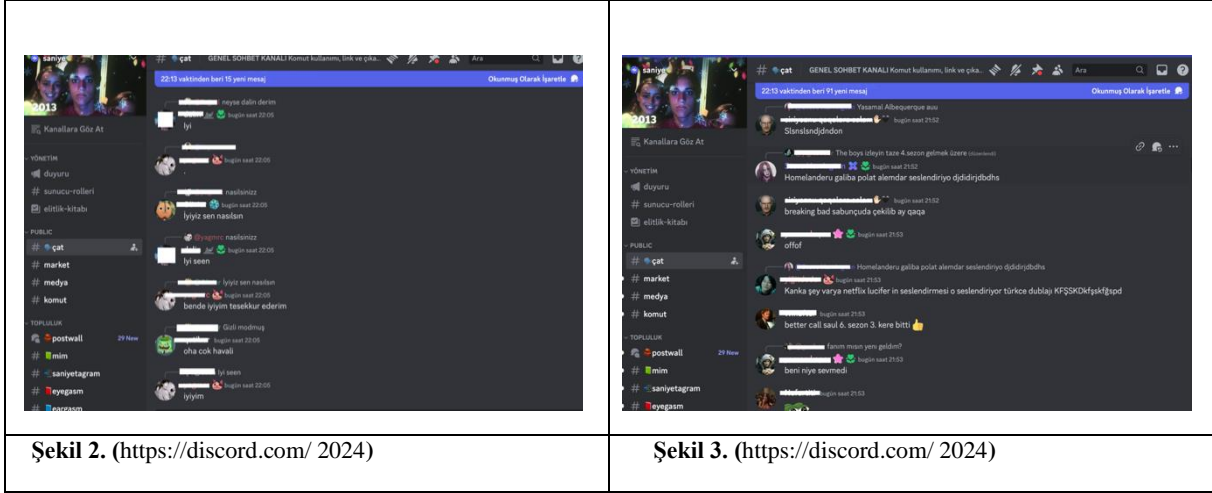 saniye
2013
Kanallara Göz At
YÖNETİM
duyuru
# sunucu-rolleri
elitlik-kitabı
PUBLIC
# çat
# market
# medya
# komut
TOPLULUK
postwall 29 New
# mim
# saniyetagram
# eyegasm
# eargasm
# çat GENEL SOHBET KANALI Komut kullanımı, link ve çıka... Ara
22:13 vaktinden beri 15 yeni mesaj Okunmuş Olarak İşaretle
neyse dalin derim
bugün saat 22:05
İyi
bugün saat 22:05
.
nasılsinizz
bugün saat 22:05
İyiyiz sen nasılsın
nasilsinizz
bugün saat 22:05
İyi seen
İyiyiz sen nasılsın
bugün saat 22:05
bende iyiyim tesekkur ederim
Gizli modmuş
bugün saat 22:05
oha cok havali
İyi seen
bugün saat 22:05
iyiyim
saniye
2013
Kanallara Göz At
YÖNETİM
duyuru
# sunucu-rolleri
elitlik-kitabı
PUBLIC
# çat
# market
# medya
# komut
TOPLULUK
postwall 29 New
# mim
# saniyetagram
# eyegasm
# çat GENEL SOHBET KANALI Komut kullanımı, link ve çıka... Ara
22:13 vaktinden beri 91 yeni mesaj Okunmuş Olarak İşaretle
Yasamal Albequerque auu
bugün saat 21:52
Slsnslsndjdndon
The boys izleyin taze 4.sezon gelmek üzere (düzenlendi)
bugün saat 21:52
Homelanderu galiba polat alemdar seslendiriyo djdidirjdbdhs
bugün saat 21:52
breaking bad sabunçuda çekilib ay qaqa
bugün saat 21:53
offof
Homelanderu galiba polat alemdar seslendiriyo djdidirjdbdhs
bugün saat 21:53
Kanka şey varya netflix lucifer in seslendirmesi o seslendiriyor türkce dublajı KFŞSKDkfşskfğspd
bugün saat 21:53
better call saul 6. sezon 3. kere bitti
fanım mısın yeni geldim?
bugün saat 21:53
beni niye sevmedi
bugün saat 21:53
Şekil 2. (https://discord.com/ 2024)
Şekil 3. (https://discord.com/ 2024)